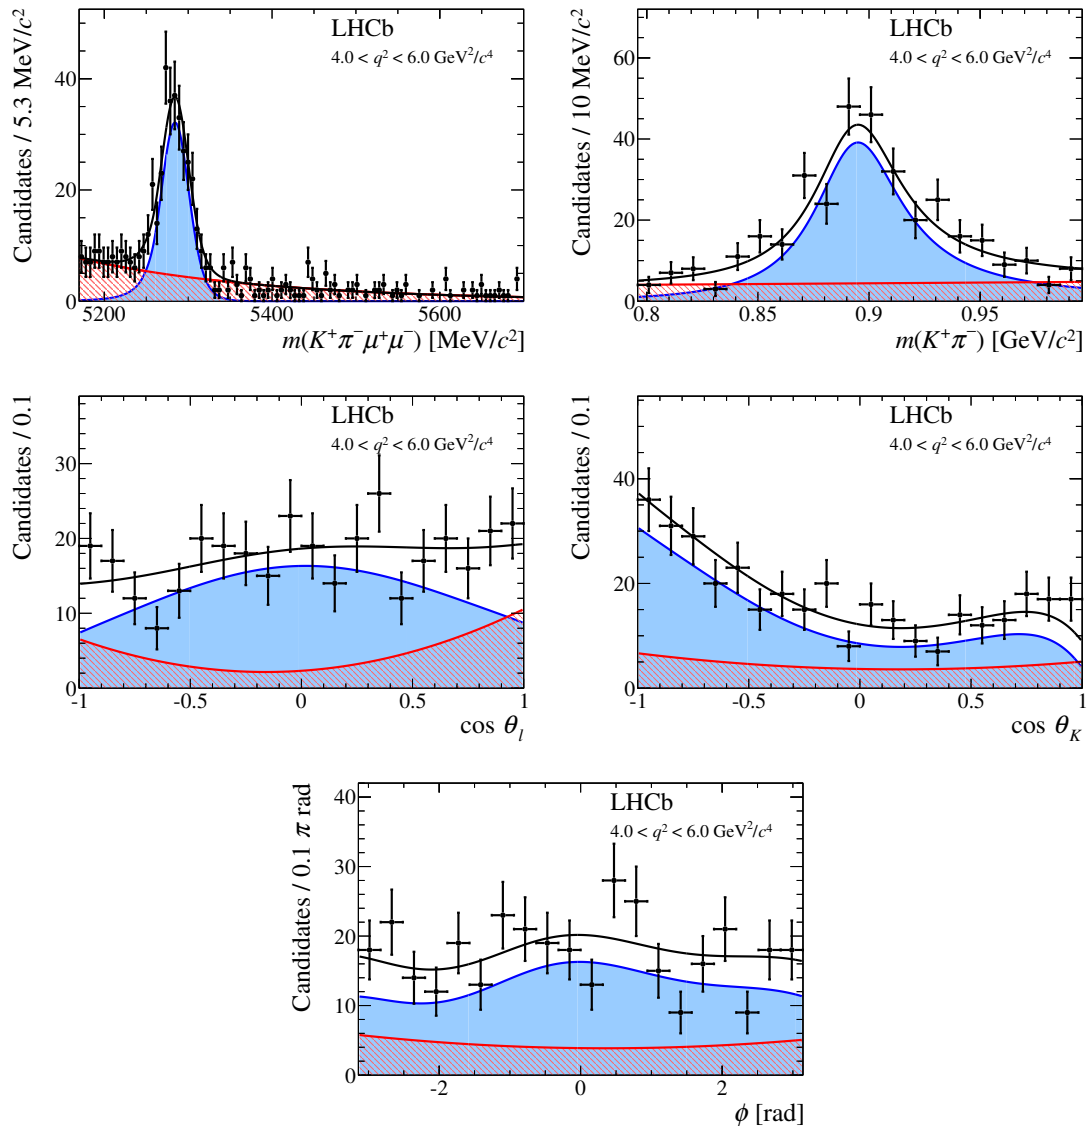 LHCb
4.0 < q² < 6.0 GeV²/c⁴
Candidates / 5.3 MeV/c²
0
20
40
5200
5400
5600
m(K⁺π⁻μ⁺μ⁻) [MeV/c²]
LHCb
4.0 < q² < 6.0 GeV²/c⁴
Candidates / 10 MeV/c²
0
20
40
60
0.8
0.85
0.9
0.95
m(K⁺π⁻) [GeV/c²]
LHCb
4.0 < q² < 6.0 GeV²/c⁴
Candidates / 0.1
0
10
20
30
-1
-0.5
0
0.5
1
cos θ_l
LHCb
4.0 < q² < 6.0 GeV²/c⁴
Candidates / 0.1
0
20
40
-1
-0.5
0
0.5
1
cos θ_K
LHCb
4.0 < q² < 6.0 GeV²/c⁴
Candidates / 0.1 π rad
0
10
20
30
40
-2
0
2
ϕ [rad]